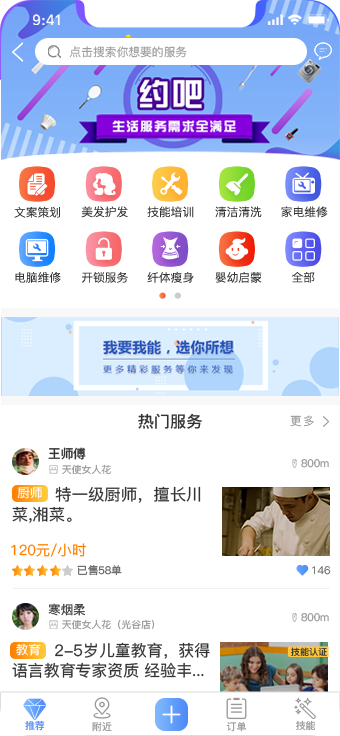 9:41
点击搜索你想要的服务
约吧
生活服务需求全满足
文案策划 美发护发 技能培训 清洁清洗 家电维修
电脑维修 开锁服务 纤体瘦身 婴幼启蒙 全部
我要我能，选你所想
更多精彩服务等你来发现
热门服务 更多
王师傅
天使女人花 800m
厨师 特一级厨师，擅长川
菜,湘菜。
120元/小时
已售58单 146
寒烟柔
天使女人花（光谷店） 800m
教育 2-5岁儿童教育，获得
语言教育专家资质 经验丰...
技能认证
推荐 附近 订单 技能